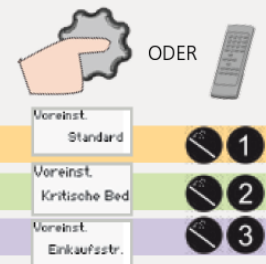 ODER
Voreinst.
Standard
1
Voreinst.
Kritische Bed
2
Voreinst.
Einkaufsstr.
3